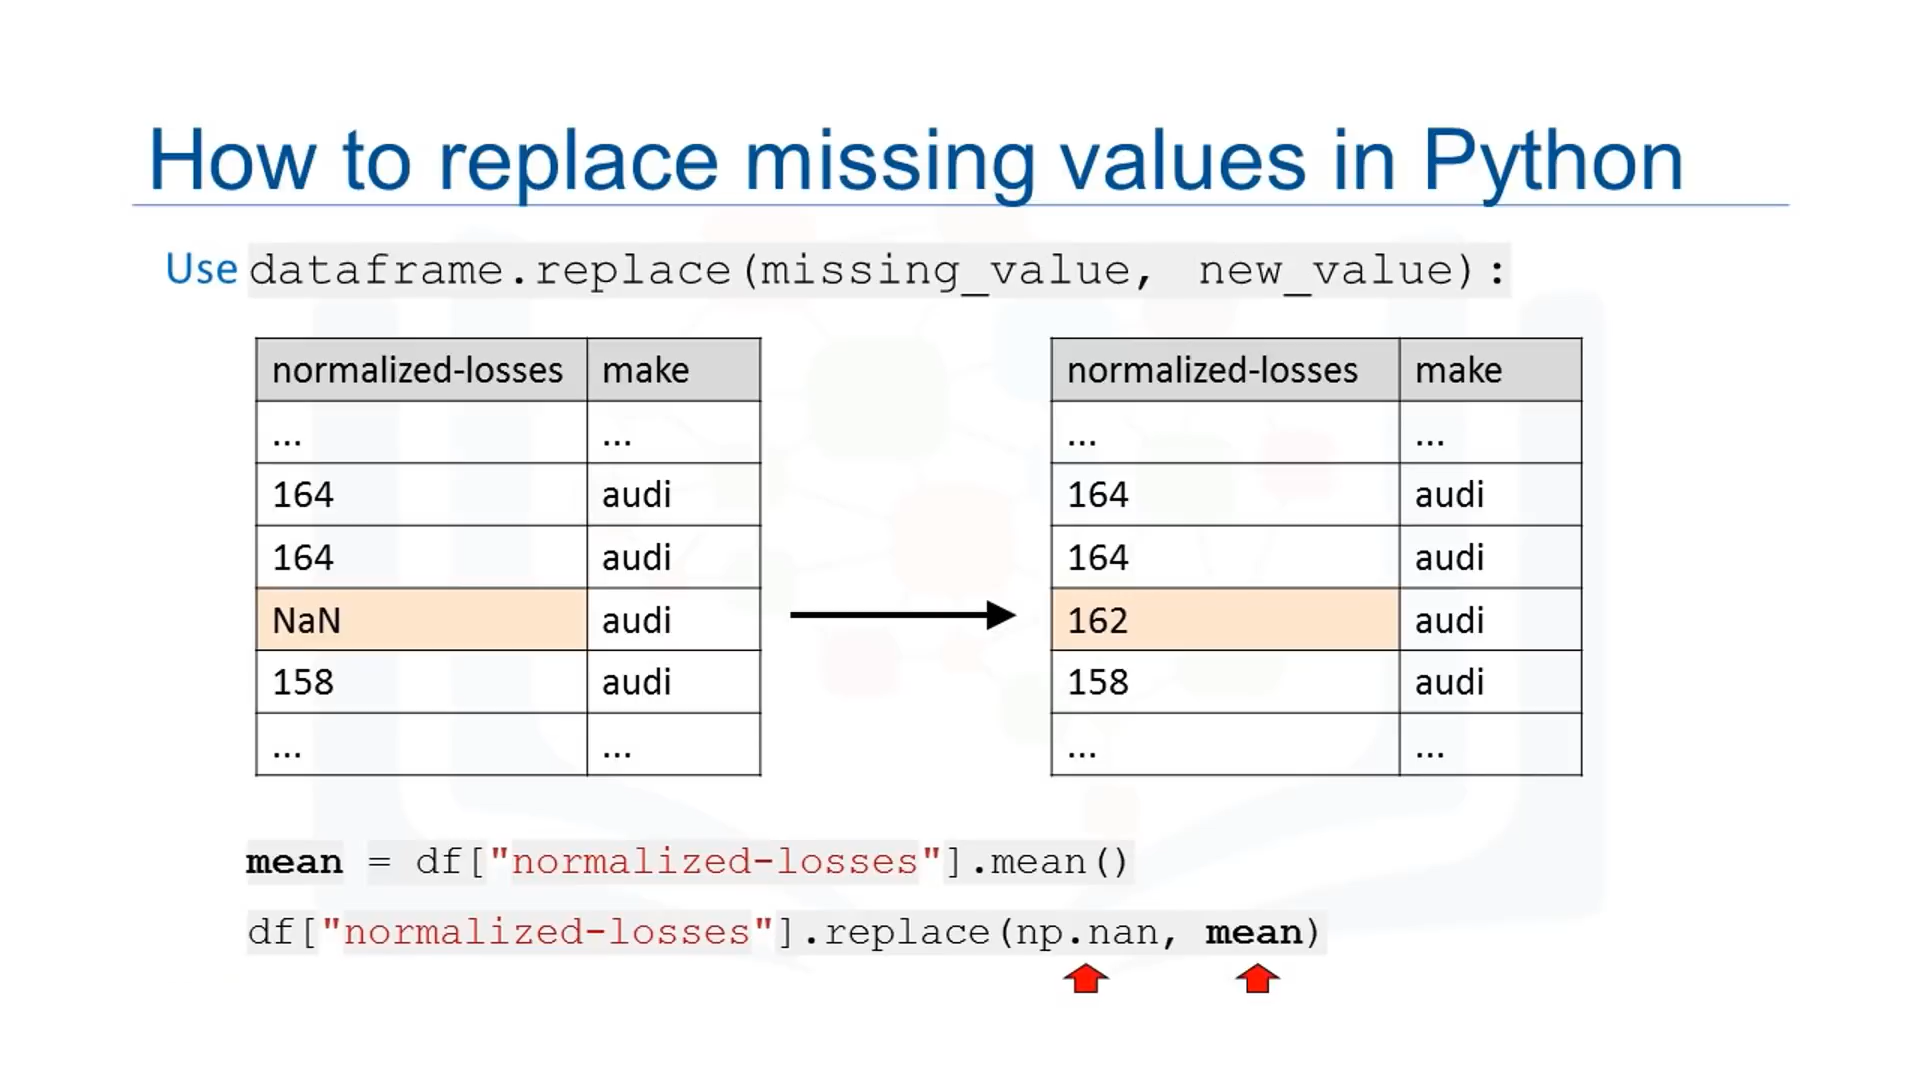 How to replace missing values in Python
Use dataframe.replace(missing_value, new_value):
normalized-losses make
... ...
164 audi
164 audi
NaN audi
158 audi
... ...
normalized-losses make
... ...
164 audi
164 audi
162 audi
158 audi
... ...
mean = df["normalized-losses"].mean()
df["normalized-losses"].replace(np.nan, mean)